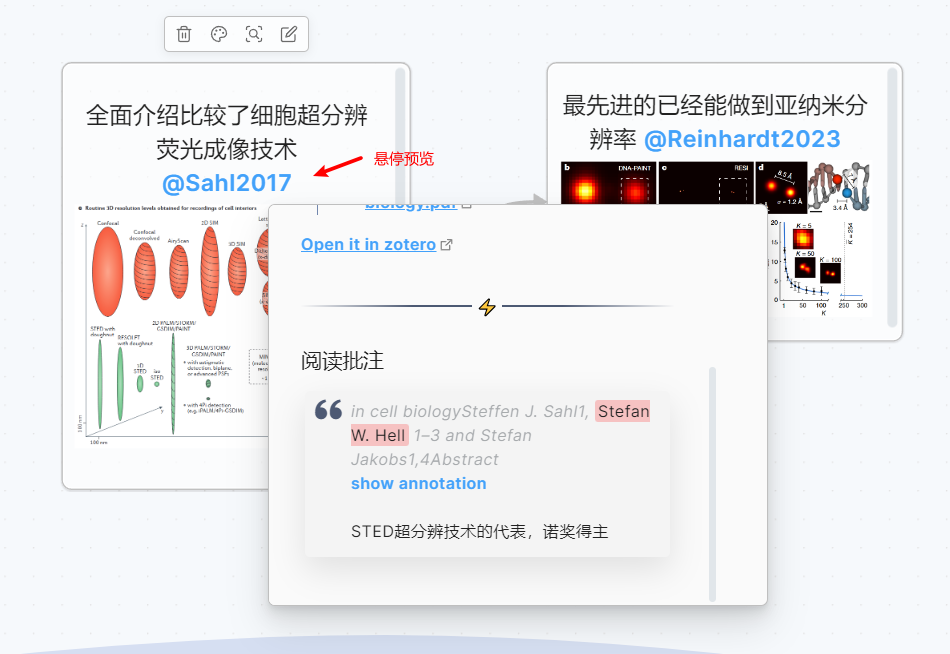 全面介绍比较了细胞超分辨
荧光成像技术
@Sahl2017
悬停预览
最先进的已经能做到亚纳米分
辨率 @Reinhardt2023
Routine 3D resolution levels obtained for recordings of cell interiors
Confocal
Confocal
deconvolved
AiryScan
2D SIM
3D SIM
STED with
doughnut
RESOLFT
with doughnut
3D
STED
iso
STED
2D PALM/STORM/
GSDIM/PAINT
3D PALM/STORM/
GSDIM/PAINT
• with astigmatic
detection, biplane,
or advanced PSFs
• with 4Pi detection
(e.g. iPALM/4Pi-GSDIM)
100 nm
100 nm
b
DNA-PAINT
c
RESI
d
8.5 Å
σ = 1.2 Å
3.4 Å
20
15
10
5
0
K = 5
K = 50
K = 100
K = 254
1 50 100 250 300
K
biology.pdf
Open it in zotero
阅读批注
in cell biologySteffen J. Sahl1, Stefan
W. Hell 1–3 and Stefan
Jakobs1,4Abstract
show annotation
STED超分辨技术的代表，诺奖得主